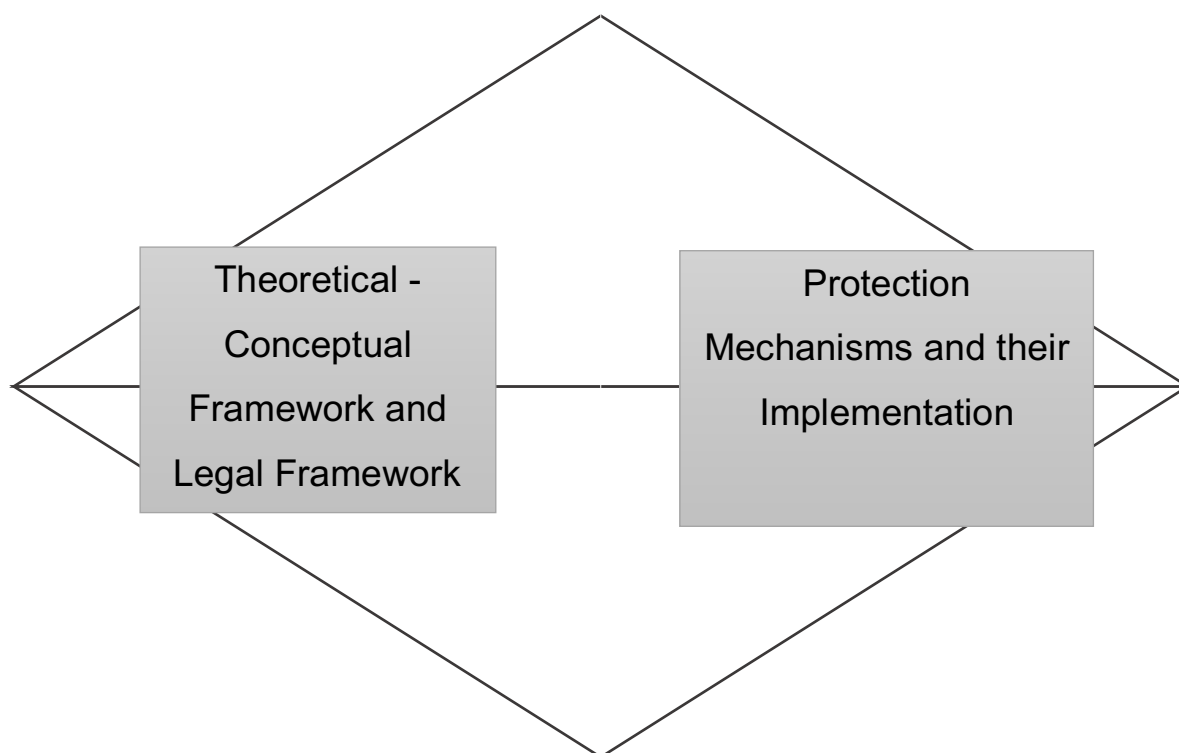 Theoretical -
Conceptual
Framework and
Legal Framework
Protection
Mechanisms and their
Implementation